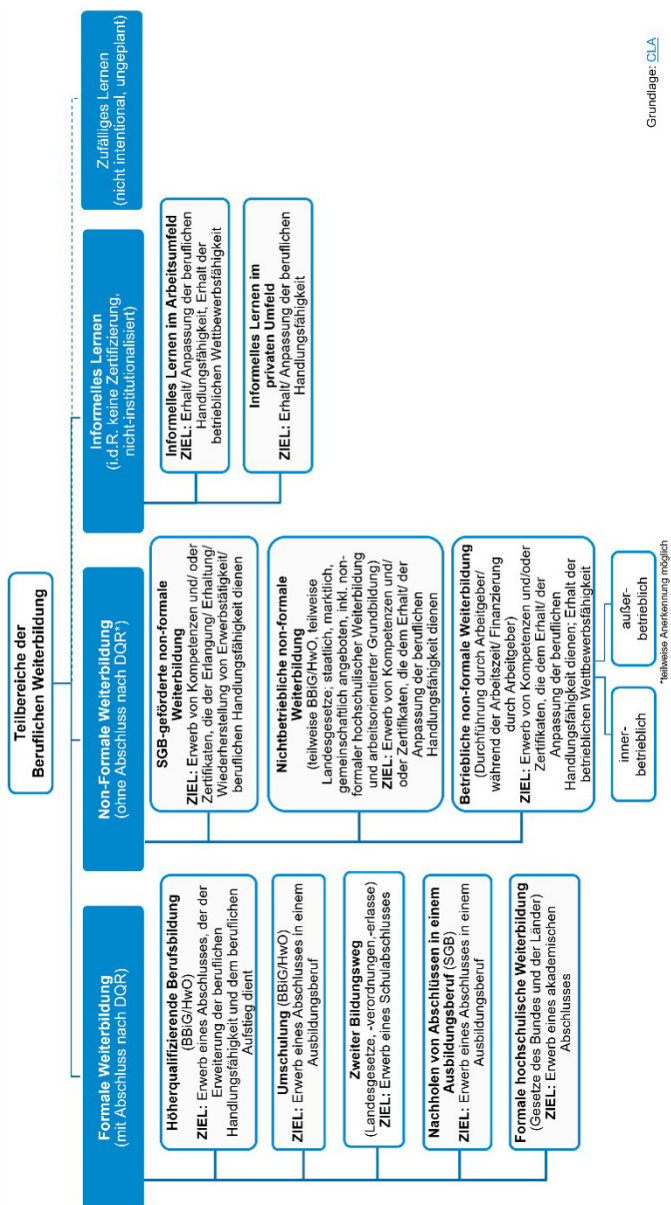 Teilbereiche der
Beruflichen Weiterbildung
Formale Weiterbildung
(mit Abschluss nach DQR)
Höherqualifizierende Berufsbildung
(BBiG/HwO)
ZIEL: Erwerb eines Abschlusses, der der
Erweiterung der beruflichen
Handlungsfähigkeit und dem beruflichen
Aufstieg dient
Umschulung (BBiG/HwO)
ZIEL: Erwerb eines Abschlusses in einem
Ausbildungsberuf
Zweiter Bildungsweg
(Landesgesetze, -verordnungen,-erlasse)
ZIEL: Erwerb eines Schulabschlusses
Nachholen von Abschlüssen in einem
Ausbildungsberuf (SGB)
ZIEL: Erwerb eines Abschlusses in einem
Ausbildungsberuf
Formale hochschulische Weiterbildung
(Gesetze des Bundes und der Länder)
ZIEL: Erwerb eines akademischen
Abschlusses
Non-Formale Weiterbildung
(ohne Abschluss nach DQR*)
SGB-geförderte non-formale
Weiterbildung
ZIEL: Erwerb von Kompetenzen und/ oder
Zertifikaten, die der Erlangung/ Erhaltung/
Wiederherstellung von Erwerbstätigkeit/
beruflichen Handlungsfähigkeit dienen
Nichtbetriebliche non-formale
Weiterbildung
(teilweise BBiG/HwO, teilweise
Landesgesetze; staatlich, marktlich,
gemeinschaftlich angeboten, inkl. non-
formaler hochschulischer Weiterbildung
und arbeitsorientierter Grundbildung)
ZIEL: Erwerb von Kompetenzen und/
oder Zertifikaten, die dem Erhalt/ der
Anpassung der beruflichen
Handlungsfähigkeit dienen
Betriebliche non-formale Weiterbildung
(Durchführung durch Arbeitgeber/
während der Arbeitszeit/ Finanzierung
durch Arbeitgeber)
ZIEL: Erwerb von Kompetenzen und/oder
Zertifikaten, die dem Erhalt/ der
Anpassung der beruflichen
Handlungsfähigkeit dienen; Erhalt der
betrieblichen Wettbewerbsfähigkeit
inner-
betrieblich
außer-
betrieblich
*teilweise Anerkennung möglich
Informelles Lernen
(i.d.R. keine Zertifizierung,
nicht-institutionalisiert)
Informelles Lernen im Arbeitsumfeld
ZIEL: Erhalt/ Anpassung der beruflichen
Handlungsfähigkeit, Erhalt der
betrieblichen Wettbewerbsfähigkeit
Informelles Lernen im
privaten Umfeld
ZIEL: Erhalt/ Anpassung der beruflichen
Handlungsfähigkeit
Zufälliges Lernen
(nicht intentional, ungeplant)
Grundlage: CLA